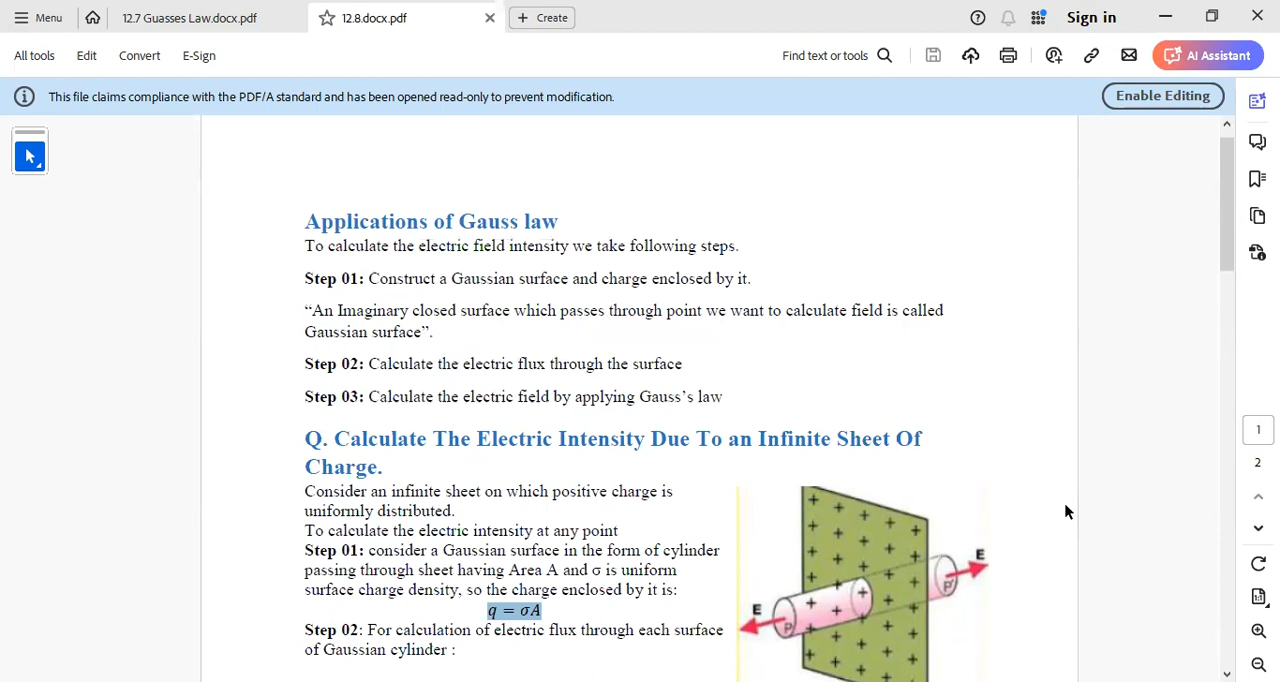 Menu
12.7 Guasses Law.docx.pdf
12.8.docx.pdf
Create
Sign in
All tools
Edit
Convert
E-Sign
Find text or tools
AI Assistant
This file claims compliance with the PDF/A standard and has been opened read-only to prevent modification.
Enable Editing
Applications of Gauss law
To calculate the electric field intensity we take following steps.
Step 01: Construct a Gaussian surface and charge enclosed by it.
“An Imaginary closed surface which passes through point we want to calculate field is called
Gaussian surface”.
Step 02: Calculate the electric flux through the surface
Step 03: Calculate the electric field by applying Gauss’s law
Q. Calculate The Electric Intensity Due To an Infinite Sheet Of
Charge.
Consider an infinite sheet on which positive charge is
uniformly distributed.
To calculate the electric intensity at any point
Step 01: consider a Gaussian surface in the form of cylinder
passing through sheet having Area A and σ is uniform
surface charge density, so the charge enclosed by it is:
q = σA
Step 02: For calculation of electric flux through each surface
of Gaussian cylinder :
E
P'
E
P
1
2